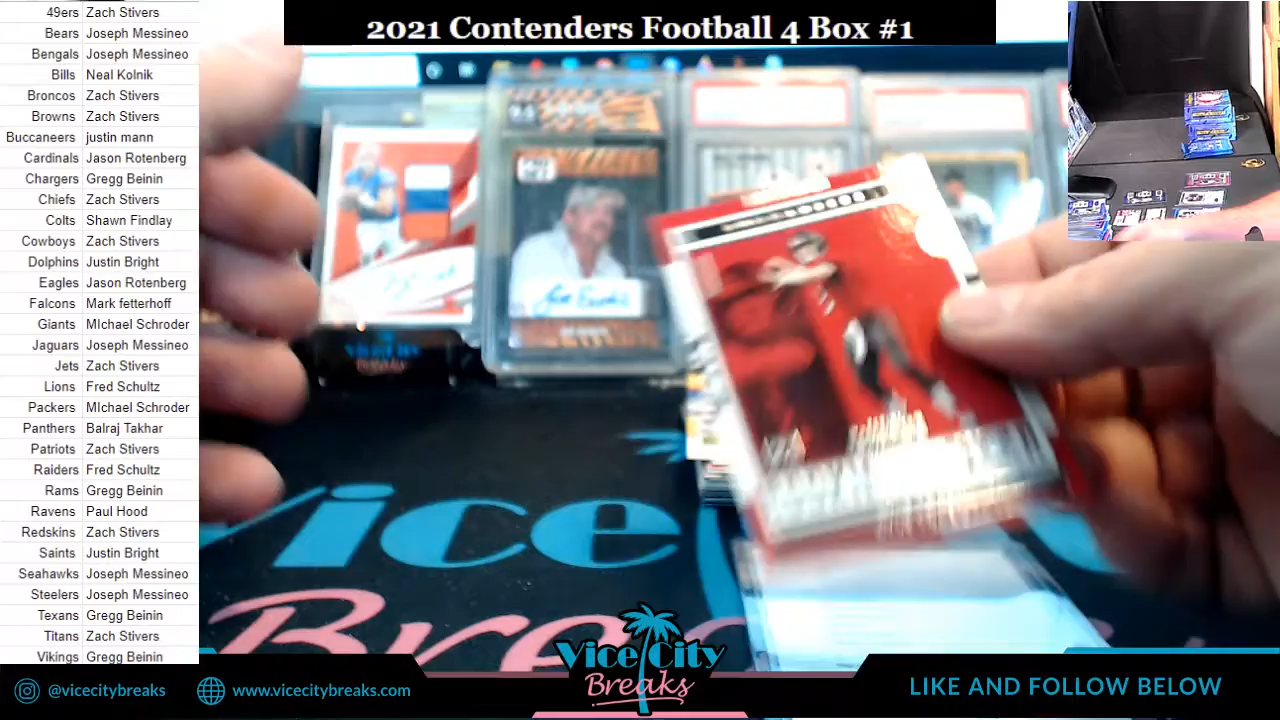 2021 Contenders Football 4 Box #1
49ers Zach Stivers
Bears Joseph Messineo
Bengals Joseph Messineo
Bills Neal Kolnik
Broncos Zach Stivers
Browns Zach Stivers
Buccaneers justin mann
Cardinals Jason Rotenberg
Chargers Gregg Beinin
Chiefs Zach Stivers
Colts Shawn Findlay
Cowboys Zach Stivers
Dolphins Justin Bright
Eagles Jason Rotenberg
Falcons Mark fetterhoff
Giants MIchael Schroder
Jaguars Joseph Messineo
Jets Zach Stivers
Lions Fred Schultz
Packers MIchael Schroder
Panthers Balraj Takhar
Patriots Zach Stivers
Raiders Fred Schultz
Rams Gregg Beinin
Ravens Paul Hood
Redskins Zach Stivers
Saints Justin Bright
Seahawks Joseph Messineo
Steelers Joseph Messineo
Texans Gregg Beinin
Titans Zach Stivers
Vikings Gregg Beinin
Vice City
Breaks
Vice City
Breaks
@vicecitybreaks
www.vicecitybreaks.com
LIKE AND FOLLOW BELOW